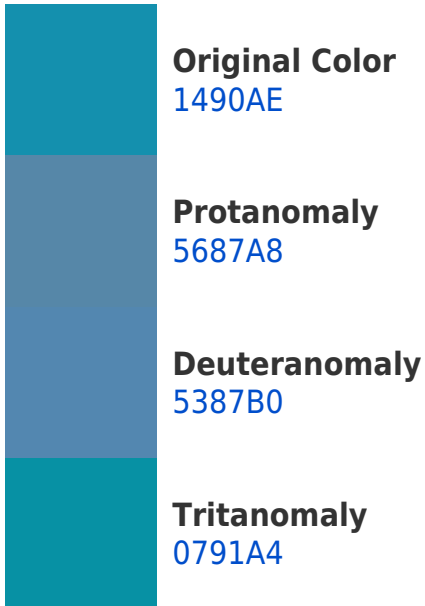 Original Color
1490AE
Protanomaly
5687A8
Deuteranomaly
5387B0
Tritanomaly
0791A4